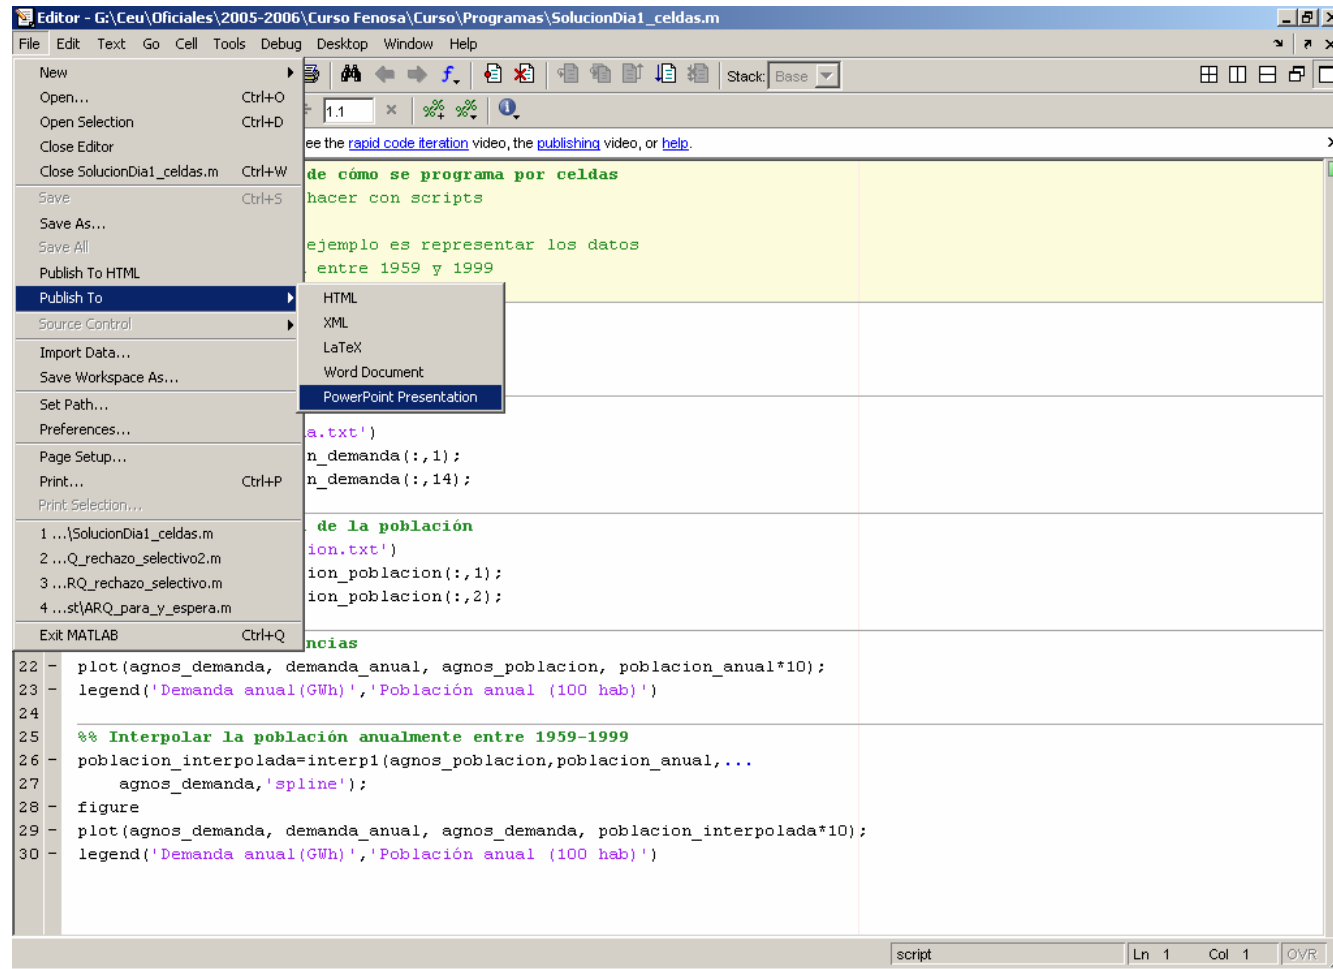 Editor - G:\Ceu\Oficiales\2005-2006\Curso Fenosa\Curso\Programas\SolucionDia1_celdas.m
File Edit Text Go Cell Tools Debug Desktop Window Help
Stack: Base
1.1
ee the rapid code iteration video, the publishing video, or help.
New
Open... Ctrl+O
Open Selection Ctrl+D
Close Editor
Close SolucionDia1_celdas.m Ctrl+W
Save Ctrl+S
Save As...
Save All
Publish To HTML
Publish To
Source Control
Import Data...
Save Workspace As...
Set Path...
Preferences...
Page Setup...
Print... Ctrl+P
Print Selection...
1 ...\SolucionDia1_celdas.m
2 ...Q_rechazo_selectivo2.m
3 ...RQ_rechazo_selectivo.m
4 ...st\ARQ_para_y_espera.m
Exit MATLAB Ctrl+Q
HTML
XML
LaTeX
Word Document
PowerPoint Presentation
de cómo se programa por celdas
hacer con scripts
ejemplo es representar los datos
entre 1959 y 1999
a.txt')
n_demanda(:,1);
n_demanda(:,14);
de la población
ion.txt')
ion_poblacion(:,1);
ion_poblacion(:,2);
ncias
22 - plot(agnos_demanda, demanda_anual, agnos_poblacion, poblacion_anual*10);
23 - legend('Demanda anual(GWh)','Población anual (100 hab)')
24
25 %% Interpolar la población anualmente entre 1959-1999
26 - poblacion_interpolada=interp1(agnos_poblacion,poblacion_anual,...
27 agnos_demanda,'spline');
28 - figure
29 - plot(agnos_demanda, demanda_anual, agnos_demanda, poblacion_interpolada*10);
30 - legend('Demanda anual(GWh)','Población anual (100 hab)')
script Ln 1 Col 1 OVR